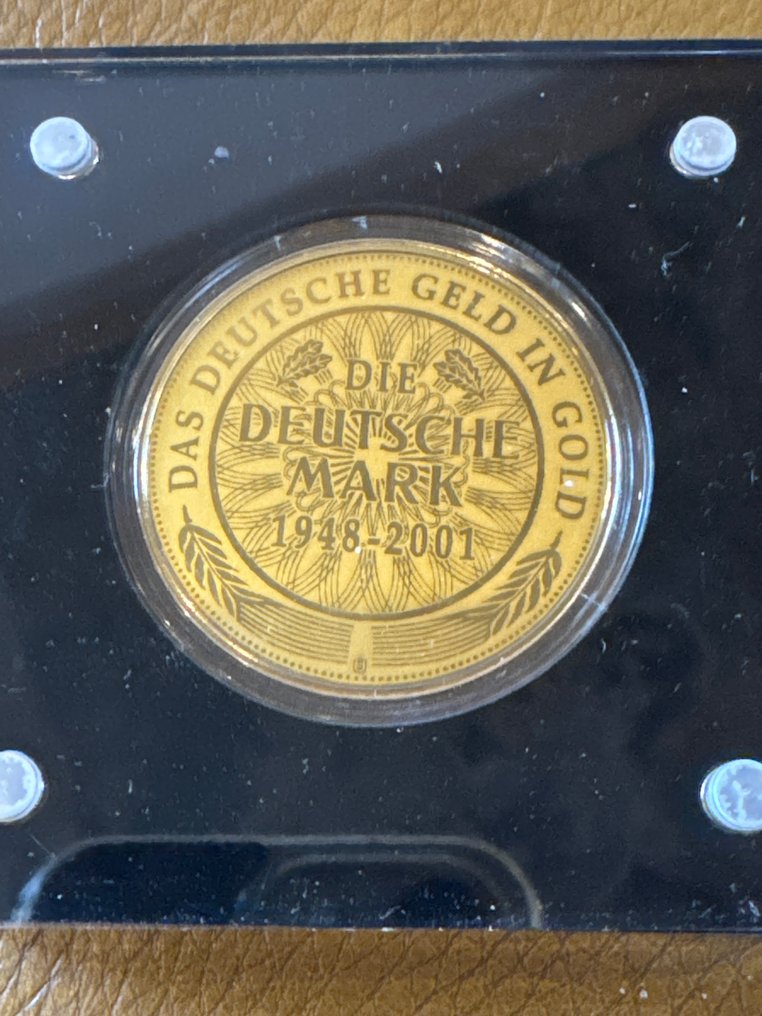 DAS DEUTSCHE GELD IN GOLD
DIE
DEUTSCHE
MARK
1948-2001